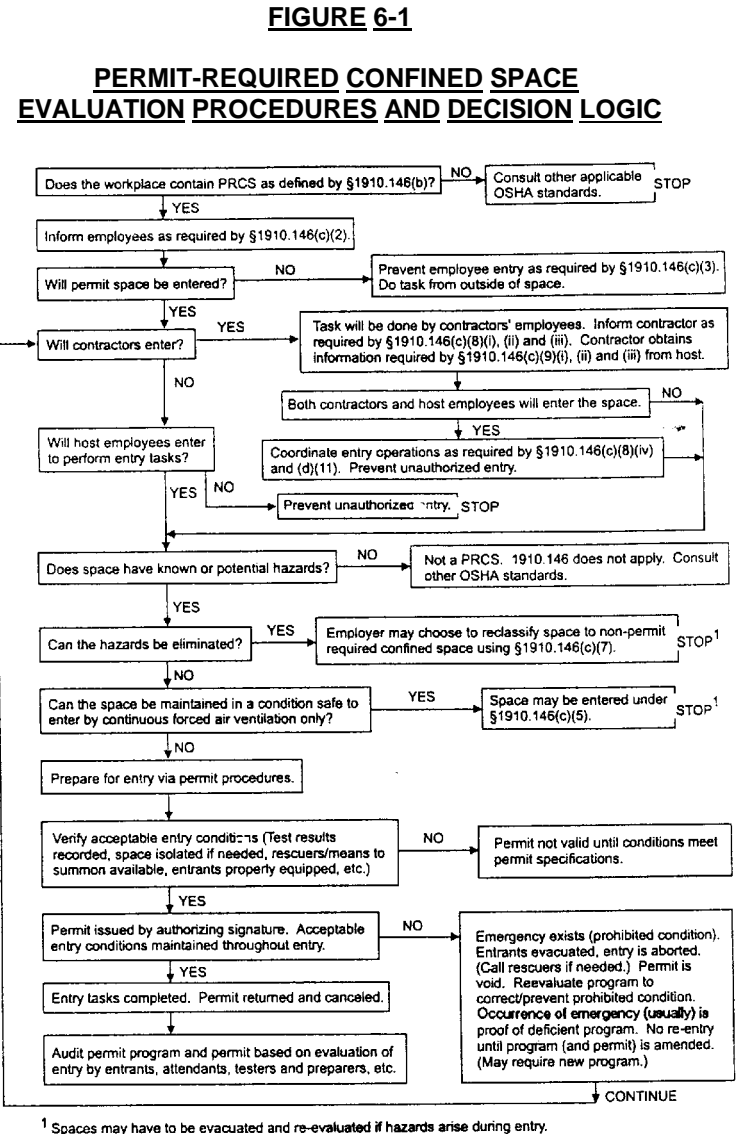 FIGURE 6-1
PERMIT-REQUIRED CONFINED SPACE
EVALUATION PROCEDURES AND DECISION LOGIC
Does the workplace contain PRCS as defined by §1910.146(b)?
NO
Consult other applicable
OSHA standards.
STOP
YES
Inform employees as required by §1910.146(c)(2).
Will permit space be entered?
NO
Prevent employee entry as required by §1910.146(c)(3).
Do task from outside of space.
YES
Will contractors enter?
YES
Task will be done by contractors' employees. Inform contractor as
required by §1910.146(c)(8)(i), (ii) and (iii). Contractor obtains
information required by §1910.146(c)(9)(i), (ii) and (iii) from host.
NO
Both contractors and host employees will enter the space.
NO
YES
Will host employees enter
to perform entry tasks?
Coordinate entry operations as required by §1910.146(c)(8)(iv)
and (d)(11). Prevent unauthorized entry.
YES
NO
Prevent unauthorized entry.
STOP
Does space have known or potential hazards?
NO
Not a PRCS. 1910.146 does not apply. Consult
other OSHA standards.
YES
Can the hazards be eliminated?
YES
Employer may choose to reclassify space to non-permit
required confined space using §1910.146(c)(7).
STOP1
NO
Can the space be maintained in a condition safe to
enter by continuous forced air ventilation only?
YES
Space may be entered under
§1910.146(c)(5).
STOP1
NO
Prepare for entry via permit procedures.
Verify acceptable entry conditions (Test results
recorded, space isolated if needed, rescuers/means to
summon available, entrants properly equipped, etc.)
NO
Permit not valid until conditions meet
permit specifications.
YES
Permit issued by authorizing signature. Acceptable
entry conditions maintained throughout entry.
NO
Emergency exists (prohibited condition).
Entrants evacuated, entry is aborted.
(Call rescuers if needed.) Permit is
void. Reevaluate program to
correct/prevent prohibited condition.
Occurrence of emergency (usually) is
proof of deficient program. No re-entry
until program (and permit) is amended.
(May require new program.)
YES
Entry tasks completed. Permit returned and canceled.
Audit permit program and permit based on evaluation of
entry by entrants, attendants, testers and preparers, etc.
CONTINUE
1 Spaces may have to be evacuated and re-evaluated if hazards arise during entry.